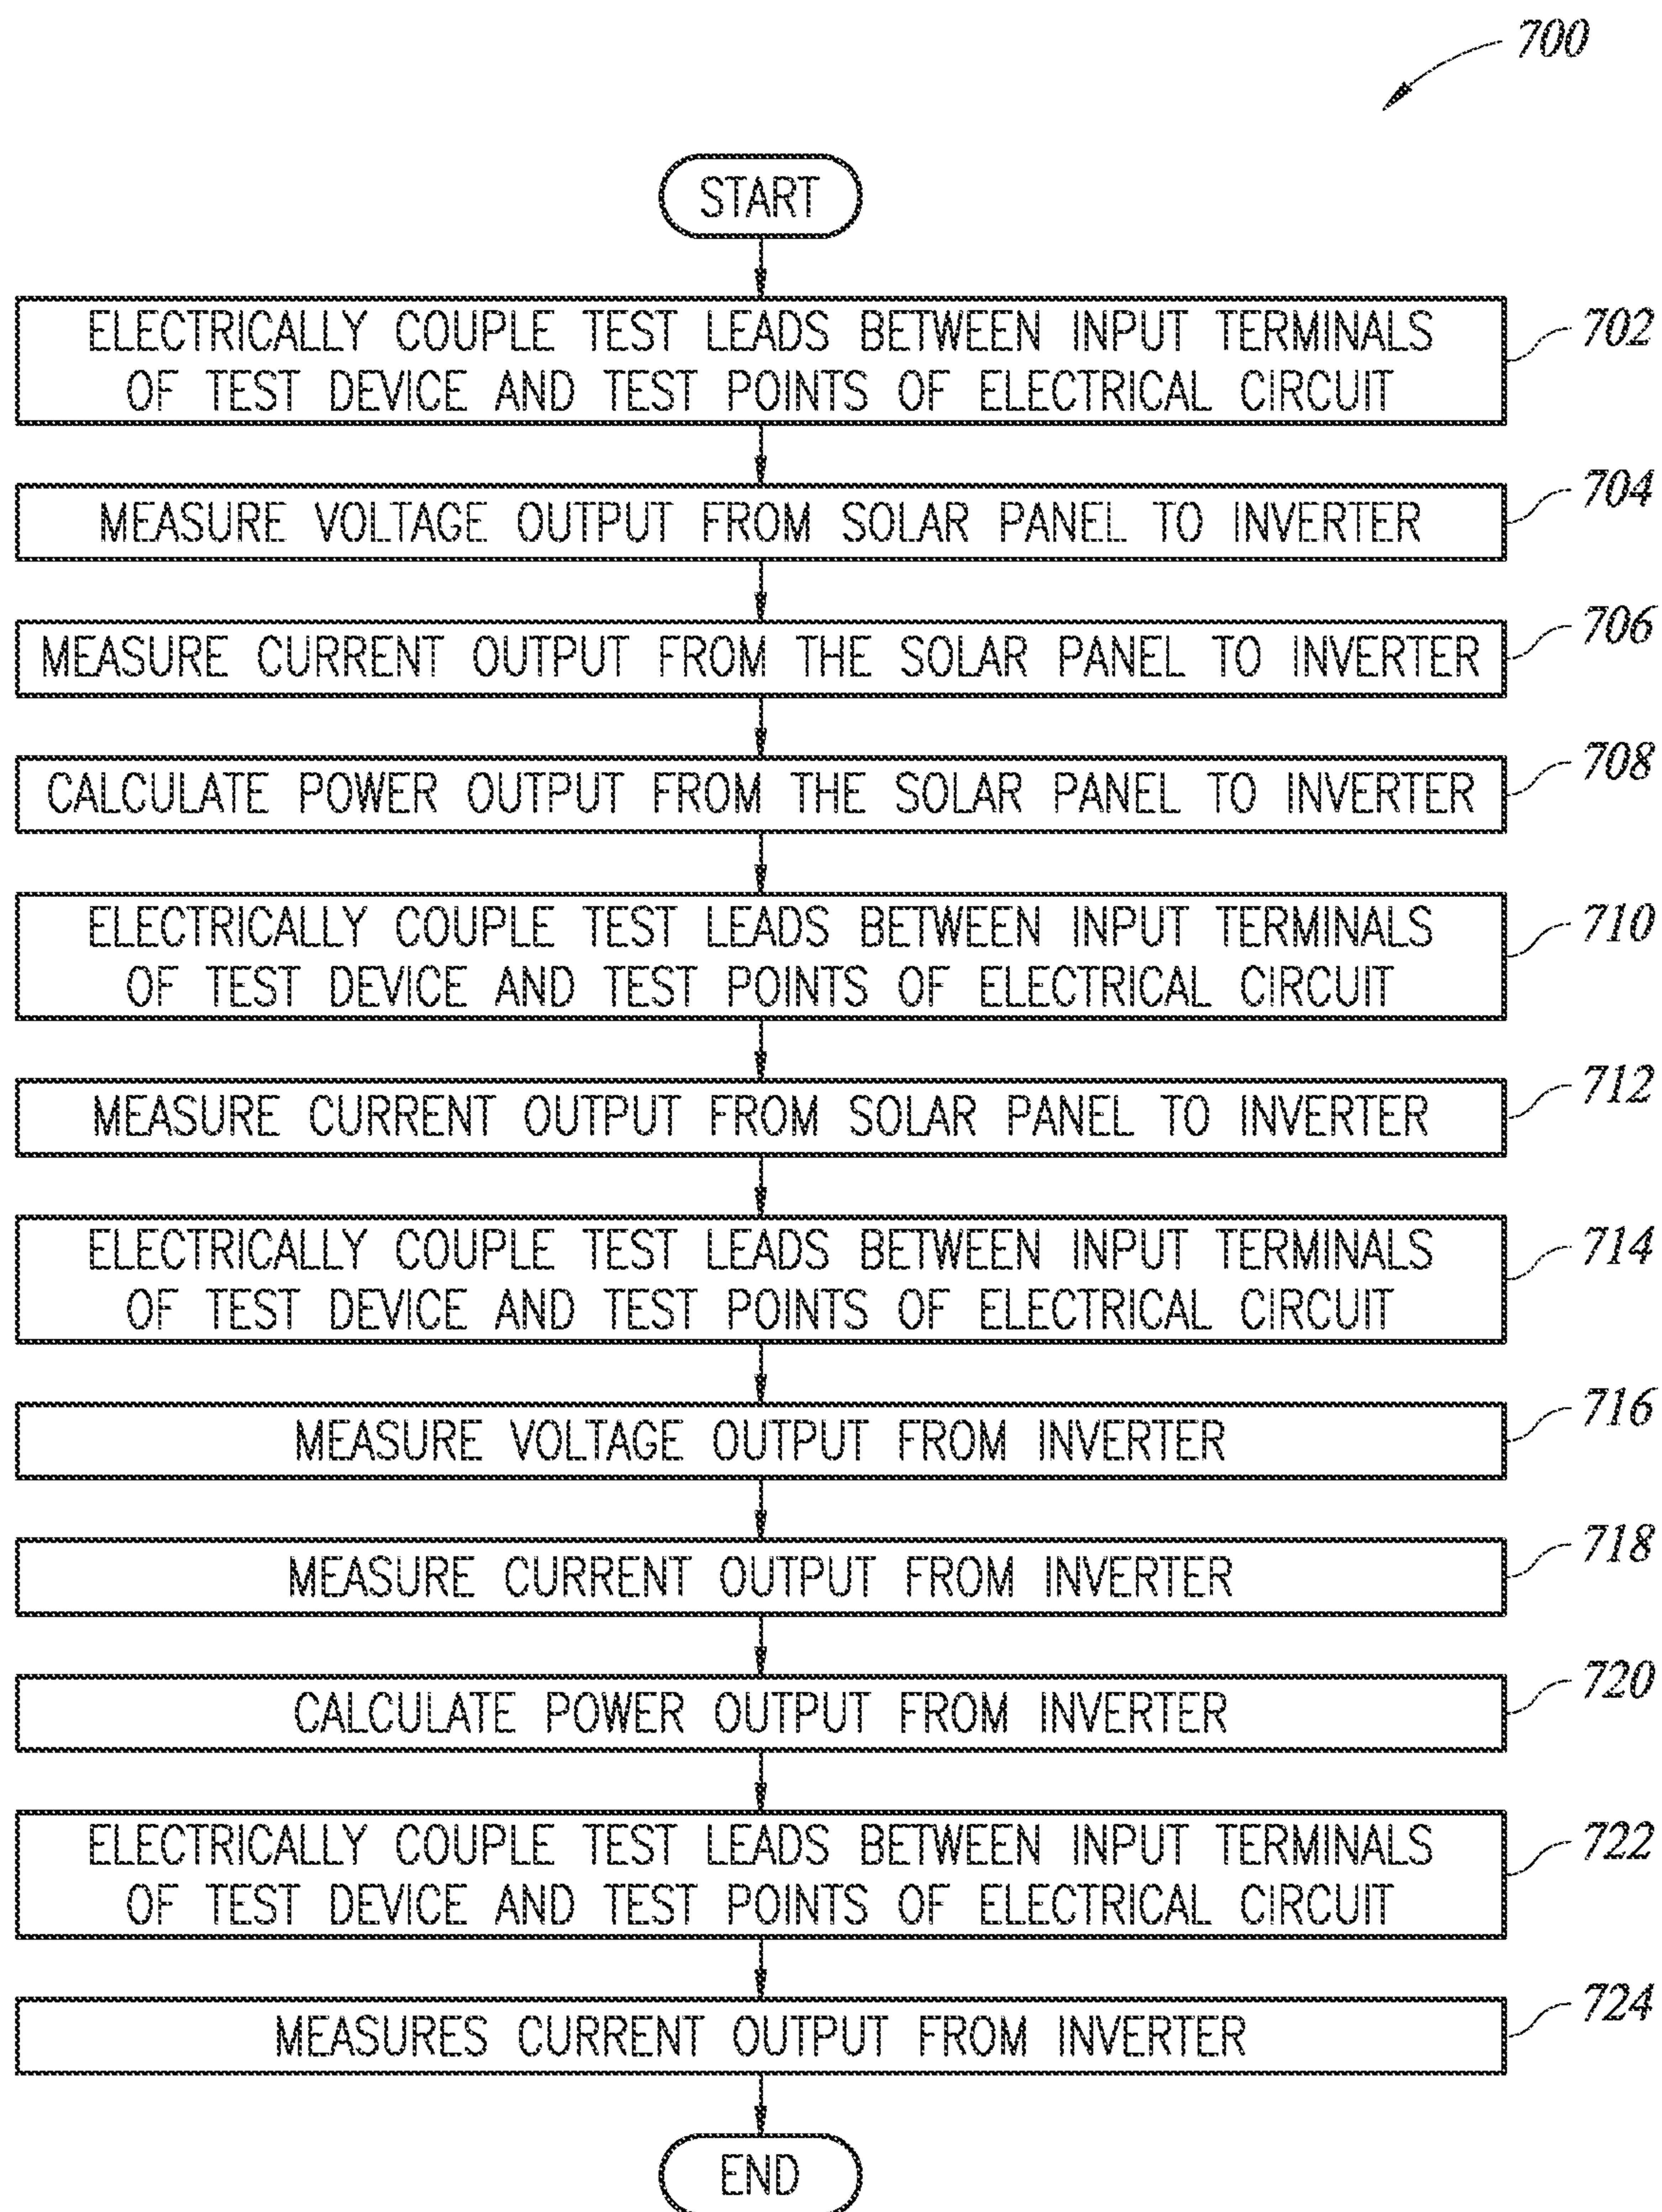 700
START
ELECTRICALLY COUPLE TEST LEADS BETWEEN INPUT TERMINALS
OF TEST DEVICE AND TEST POINTS OF ELECTRICAL CIRCUIT
702
MEASURE VOLTAGE OUTPUT FROM SOLAR PANEL TO INVERTER
704
MEASURE CURRENT OUTPUT FROM THE SOLAR PANEL TO INVERTER
706
CALCULATE POWER OUTPUT FROM THE SOLAR PANEL TO INVERTER
708
ELECTRICALLY COUPLE TEST LEADS BETWEEN INPUT TERMINALS
OF TEST DEVICE AND TEST POINTS OF ELECTRICAL CIRCUIT
710
MEASURE CURRENT OUTPUT FROM SOLAR PANEL TO INVERTER
712
ELECTRICALLY COUPLE TEST LEADS BETWEEN INPUT TERMINALS
OF TEST DEVICE AND TEST POINTS OF ELECTRICAL CIRCUIT
714
MEASURE VOLTAGE OUTPUT FROM INVERTER
716
MEASURE CURRENT OUTPUT FROM INVERTER
718
CALCULATE POWER OUTPUT FROM INVERTER
720
ELECTRICALLY COUPLE TEST LEADS BETWEEN INPUT TERMINALS
OF TEST DEVICE AND TEST POINTS OF ELECTRICAL CIRCUIT
722
MEASURES CURRENT OUTPUT FROM INVERTER
724
END